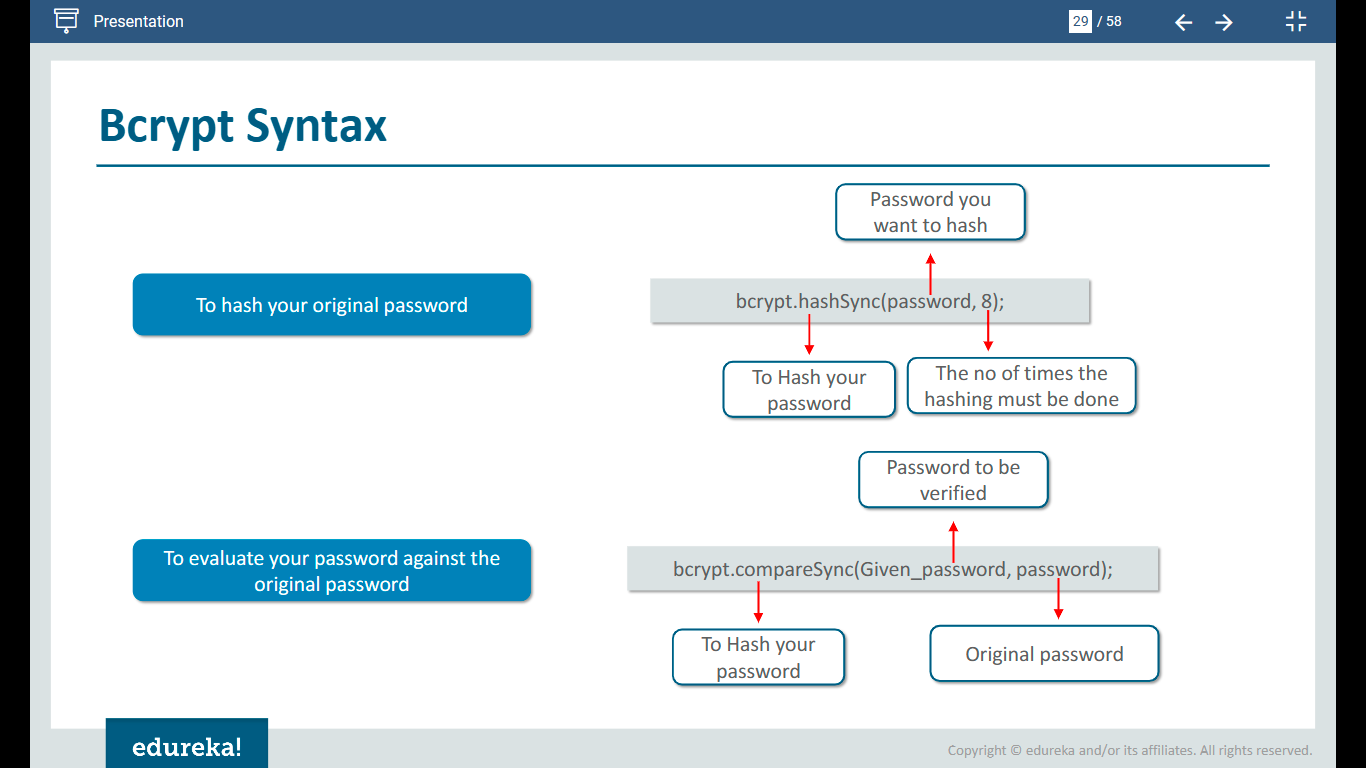 Presentation
29 / 58
Bcrypt Syntax
Password you
want to hash
To hash your original password
bcrypt.hashSync(password, 8);
To Hash your
password
The no of times the
hashing must be done
Password to be
verified
To evaluate your password against the
original password
bcrypt.compareSync(Given_password, password);
To Hash your
password
Original password
edureka!
Copyright © edureka and/or its affiliates. All rights reserved.